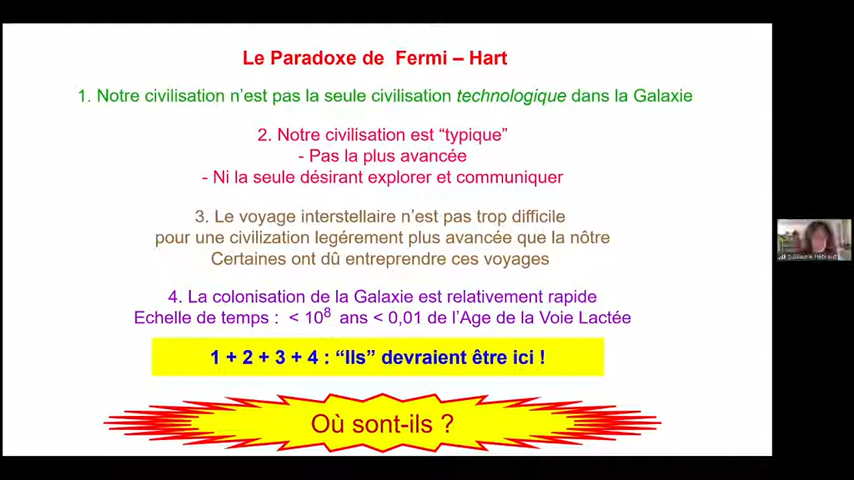 Le Paradoxe de Fermi – Hart
1. Notre civilisation n’est pas la seule civilisation technologique dans la Galaxie
2. Notre civilisation est “typique”
- Pas la plus avancée
- Ni la seule désirant explorer et communiquer
3. Le voyage interstellaire n’est pas trop difficile
pour une civilization legérement plus avancée que la nôtre
Certaines ont dû entreprendre ces voyages
4. La colonisation de la Galaxie est relativement rapide
Echelle de temps : < 10⁸ ans < 0,01 de l’Age de la Voie Lactée
1 + 2 + 3 + 4 : “Ils” devraient être ici !
Où sont-ils ?